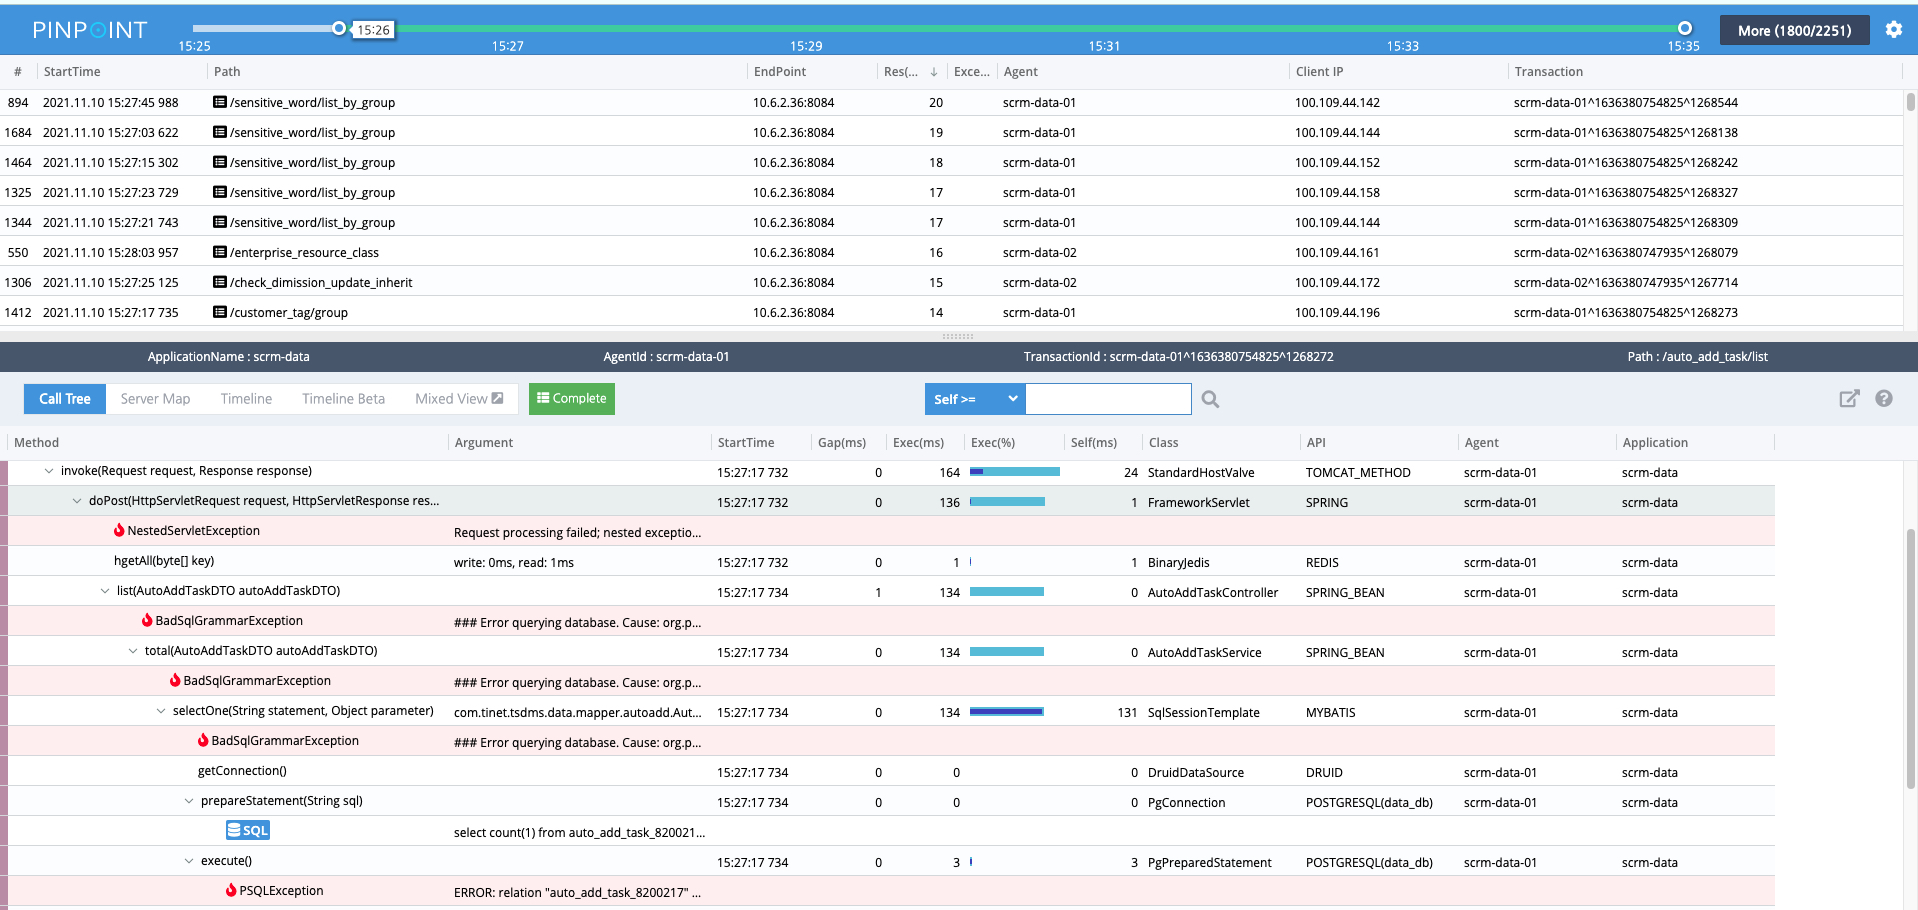 PINPOINT
15:26
15:25 15:27 15:29 15:31 15:33 15:35
More (1800/2251)
# StartTime Path EndPoint Res(... ↓ Exce... Agent Client IP Transaction
894 2021.11.10 15:27:45 988 /sensitive_word/list_by_group 10.6.2.36:8084 20 scrm-data-01 100.109.44.142 scrm-data-01^1636380754825^1268544
1684 2021.11.10 15:27:03 622 /sensitive_word/list_by_group 10.6.2.36:8084 19 scrm-data-01 100.109.44.144 scrm-data-01^1636380754825^1268138
1464 2021.11.10 15:27:15 302 /sensitive_word/list_by_group 10.6.2.36:8084 18 scrm-data-01 100.109.44.152 scrm-data-01^1636380754825^1268242
1325 2021.11.10 15:27:23 729 /sensitive_word/list_by_group 10.6.2.36:8084 17 scrm-data-01 100.109.44.158 scrm-data-01^1636380754825^1268327
1344 2021.11.10 15:27:21 743 /sensitive_word/list_by_group 10.6.2.36:8084 17 scrm-data-01 100.109.44.144 scrm-data-01^1636380754825^1268309
550 2021.11.10 15:28:03 957 /enterprise_resource_class 10.6.2.36:8084 16 scrm-data-02 100.109.44.161 scrm-data-02^1636380747935^1268079
1306 2021.11.10 15:27:25 125 /check_dimission_update_inherit 10.6.2.36:8084 15 scrm-data-02 100.109.44.172 scrm-data-02^1636380747935^1267714
1412 2021.11.10 15:27:17 735 /customer_tag/group 10.6.2.36:8084 14 scrm-data-01 100.109.44.196 scrm-data-01^1636380754825^1268273
ApplicationName : scrm-data AgentId : scrm-data-01 TransactionId : scrm-data-01^1636380754825^1268272 Path : /auto_add_task/list
Call Tree Server Map Timeline Timeline Beta Mixed View Complete Self >=
Method Argument StartTime Gap(ms) Exec(ms) Exec(%) Self(ms) Class API Agent Application
invoke(Request request, Response response) 15:27:17 732 0 164 24 StandardHostValve TOMCAT_METHOD scrm-data-01 scrm-data
doPost(HttpServletRequest request, HttpServletResponse res... 15:27:17 732 0 136 1 FrameworkServlet SPRING scrm-data-01 scrm-data
NestedServletException Request processing failed; nested exceptio...
hgetAll(byte[] key) write: 0ms, read: 1ms 15:27:17 732 0 1 1 BinaryJedis REDIS scrm-data-01 scrm-data
list(AutoAddTaskDTO autoAddTaskDTO) 15:27:17 734 1 134 0 AutoAddTaskController SPRING_BEAN scrm-data-01 scrm-data
BadSqlGrammarException ### Error querying database. Cause: org.p...
total(AutoAddTaskDTO autoAddTaskDTO) 15:27:17 734 0 134 0 AutoAddTaskService SPRING_BEAN scrm-data-01 scrm-data
BadSqlGrammarException ### Error querying database. Cause: org.p...
selectOne(String statement, Object parameter) com.tinet.tsdms.data.mapper.autoadd.Aut... 15:27:17 734 0 134 131 SqlSessionTemplate MYBATIS scrm-data-01 scrm-data
BadSqlGrammarException ### Error querying database. Cause: org.p...
getConnection() 15:27:17 734 0 0 0 DruidDataSource DRUID scrm-data-01 scrm-data
prepareStatement(String sql) 15:27:17 734 0 0 0 PgConnection POSTGRESQL(data_db) scrm-data-01 scrm-data
SQL select count(1) from auto_add_task_820021...
execute() 15:27:17 734 0 3 3 PgPreparedStatement POSTGRESQL(data_db) scrm-data-01 scrm-data
PSQLException ERROR: relation "auto_add_task_8200217" ...